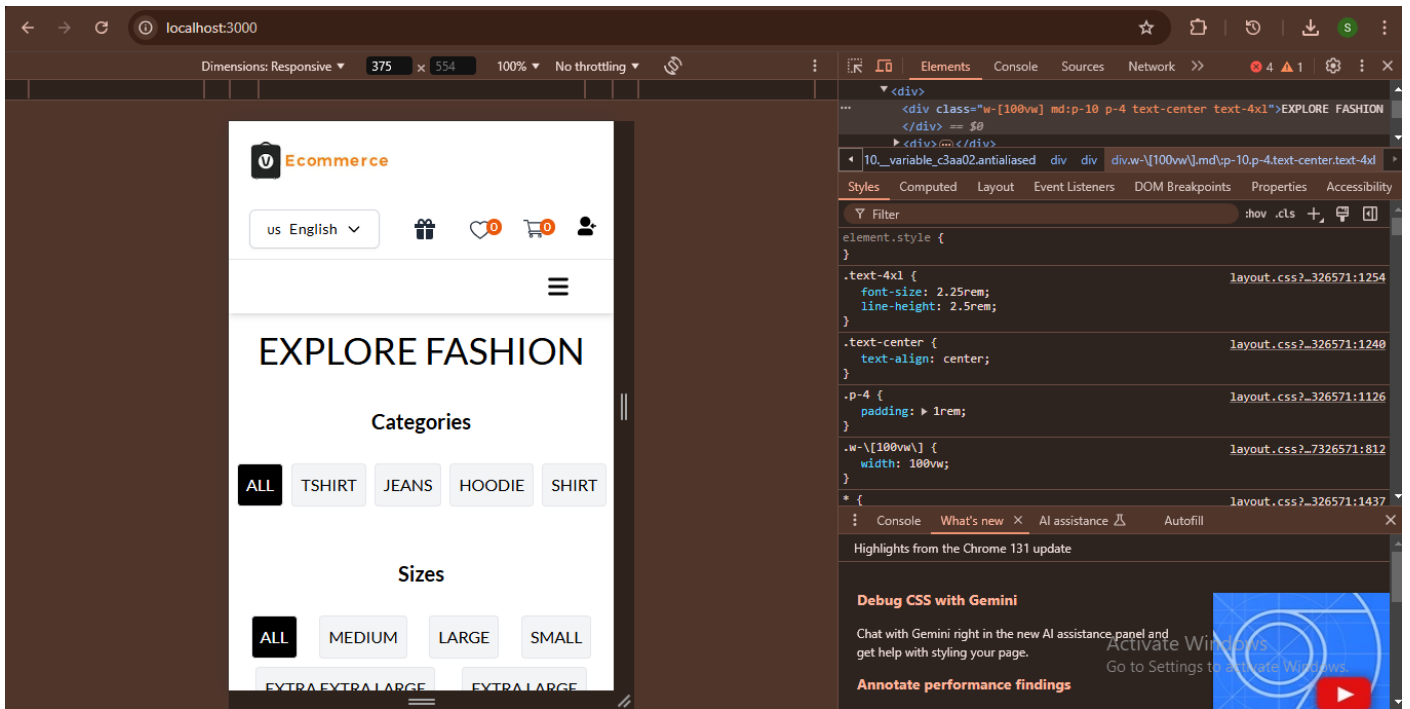 localhost:3000
S
Dimensions: Responsive ▼ 375 × 554 100% ▼ No throttling ▼
Elements Console Sources Network >> 4 1
▼<div>
<div class="w-[100vw] md:p-10 p-4 text-center text-4xl">EXPLORE FASHION
</div> == $0
▶<div>…</div>
10.__variable_c3aa02.antialiased div div div.w-\[100vw\].md\:p-10.p-4.text-center.text-4xl
Styles Computed Layout Event Listeners DOM Breakpoints Properties Accessibility
Filter :hov .cls
element.style {
}
.text-4xl { layout.css?…326571:1254
font-size: 2.25rem;
line-height: 2.5rem;
}
.text-center { layout.css?…326571:1240
text-align: center;
}
.p-4 { layout.css?…326571:1126
padding: ▶ 1rem;
}
.w-\[100vw\] { layout.css?…7326571:812
width: 100vw;
}
* { layout.css?…326571:1437
Console What's new × AI assistance Autofill
Highlights from the Chrome 131 update
Debug CSS with Gemini
Chat with Gemini right in the new AI assistance panel and
get help with styling your page.
Annotate performance findings
Activate Windows
Go to Settings to activate Windows.
V Ecommerce
us English
0 0
EXPLORE FASHION
Categories
ALL TSHIRT JEANS HOODIE SHIRT
Sizes
ALL MEDIUM LARGE SMALL
EXTRA EXTRA LARGE EXTRA LARGE